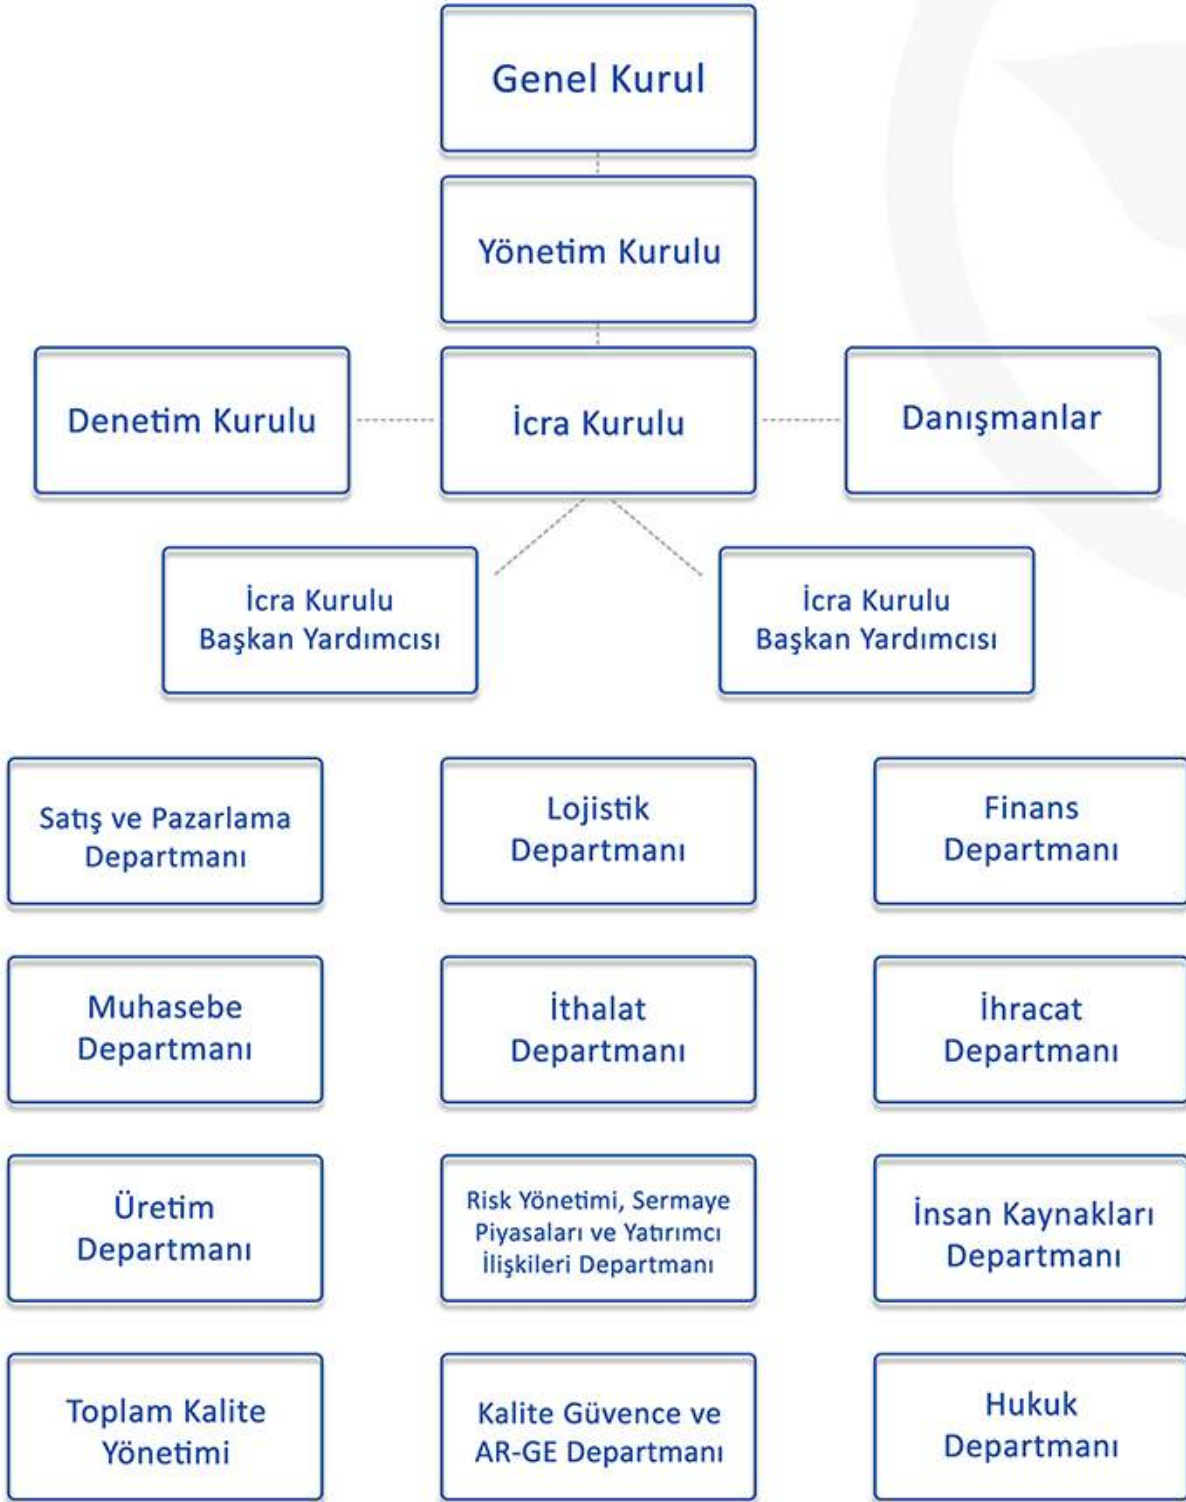 Genel Kurul
Yönetim Kurulu
Denetim Kurulu
İcra Kurulu
Danışmanlar
İcra Kurulu
Başkan Yardımcısı
İcra Kurulu
Başkan Yardımcısı
Satış ve Pazarlama
Departmanı
Lojistik
Departmanı
Finans
Departmanı
Muhasebe
Departmanı
İthalat
Departmanı
İhracat
Departmanı
Üretim
Departmanı
Risk Yönetimi, Sermaye
Piyasaları ve Yatırımcı
İlişkileri Departmanı
İnsan Kaynakları
Departmanı
Toplam Kalite
Yönetimi
Kalite Güvence ve
AR-GE Departmanı
Hukuk
Departmanı